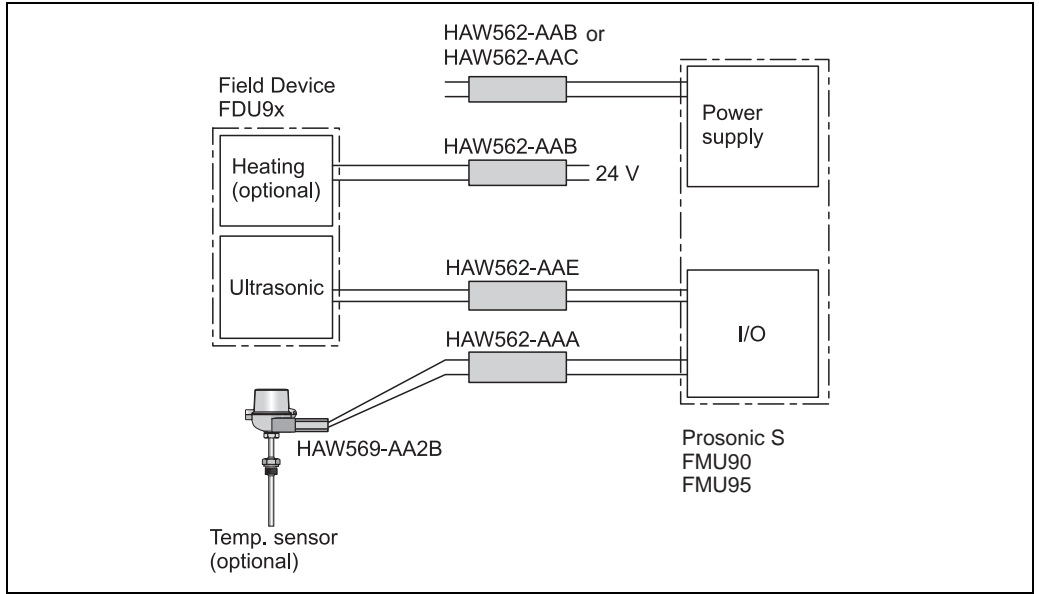 HAW562-AAB or
HAW562-AAC
Field Device
FDU9x
Power
supply
HAW562-AAB
Heating
(optional)
24 V
HAW562-AAE
Ultrasonic
HAW562-AAA
I/O
HAW569-AA2B
Prosonic S
FMU90
FMU95
Temp. sensor
(optional)